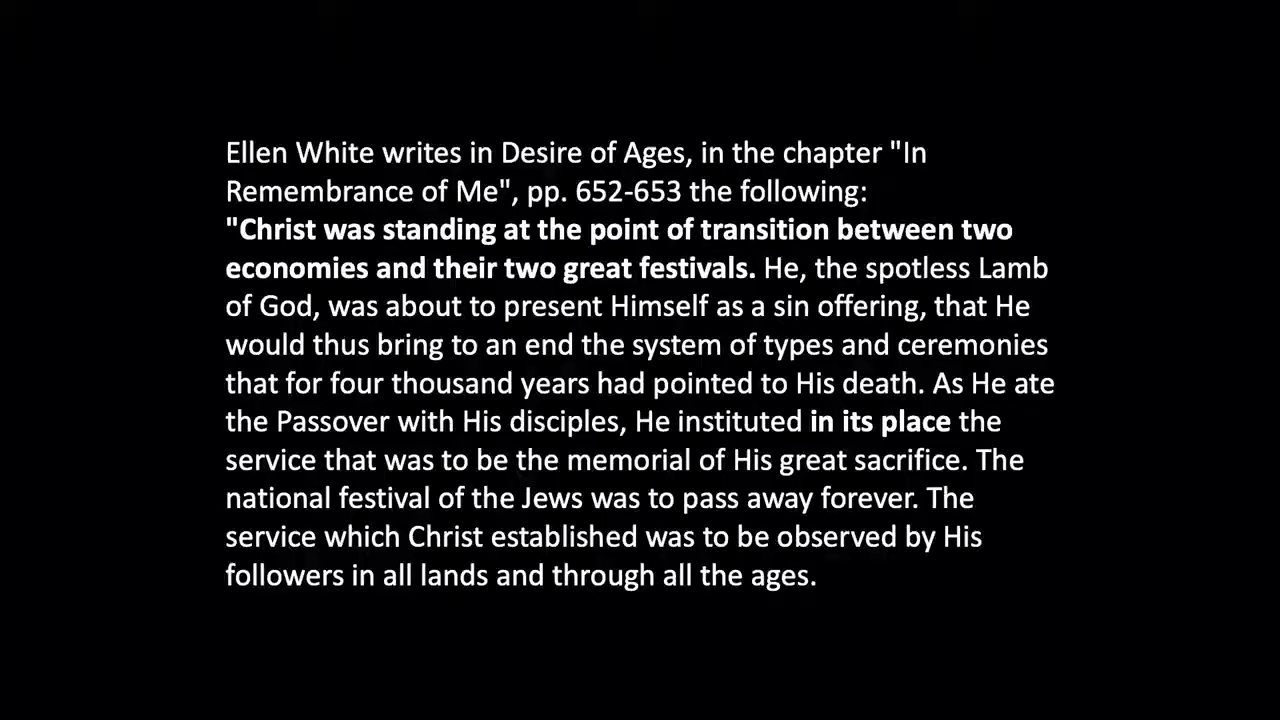 Ellen White writes in Desire of Ages, in the chapter "In
Remembrance of Me", pp. 652-653 the following:
"Christ was standing at the point of transition between two
economies and their two great festivals. He, the spotless Lamb
of God, was about to present Himself as a sin offering, that He
would thus bring to an end the system of types and ceremonies
that for four thousand years had pointed to His death. As He ate
the Passover with His disciples, He instituted in its place the
service that was to be the memorial of His great sacrifice. The
national festival of the Jews was to pass away forever. The
service which Christ established was to be observed by His
followers in all lands and through all the ages.